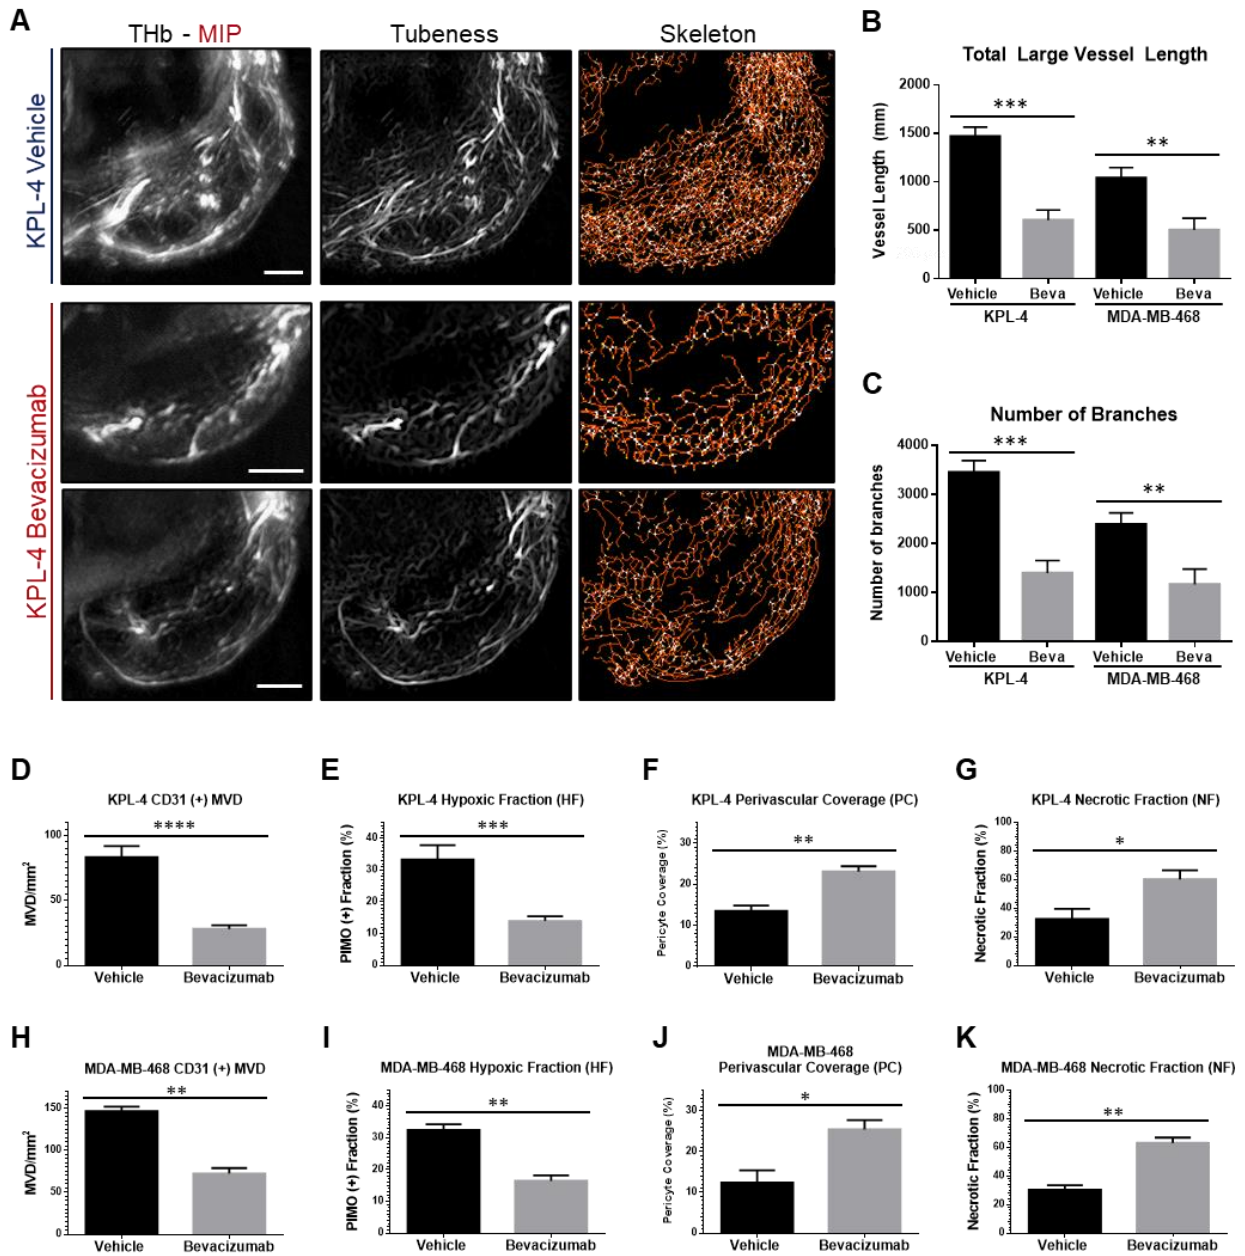 A
THb - MIP
Tubeness
Skeleton
KPL-4 Vehicle
KPL-4 Bevacizumab
B
Total Large Vessel Length
Vessel Length (mm)
2000
1500
1000
500
0
***
**
Vehicle Beva Vehicle Beva
KPL-4 MDA-MB-468
C
Number of Branches
Number of branches
4000
3000
2000
1000
0
***
**
Vehicle Beva Vehicle Beva
KPL-4 MDA-MB-468
D
KPL-4 CD31 (+) MVD
MVD/mm²
100
50
0
****
Vehicle Bevacizumab
E
KPL-4 Hypoxic Fraction (HF)
PIMO (+) Fraction (%)
40
30
20
10
0
***
Vehicle Bevacizumab
F
KPL-4 Perivascular Coverage (PC)
Pericyte Coverage (%)
30
20
10
0
**
Vehicle Bevacizumab
G
KPL-4 Necrotic Fraction (NF)
Necrotic Fraction (%)
100
80
60
40
20
0
*
Vehicle Bevacizumab
H
MDA-MB-468 CD31 (+) MVD
MVD/mm²
150
100
50
0
**
Vehicle Bevacizumab
I
MDA-MB-468 Hypoxic Fraction (HF)
PIMO (+) Fraction (%)
40
30
20
10
0
**
Vehicle Bevacizumab
J
MDA-MB-468
Perivascular Coverage (PC)
Pericyte Coverage (%)
30
20
10
0
*
Vehicle Bevacizumab
K
MDA-MB-468 Necrotic Fraction (NF)
Necrotic Fraction (%)
100
80
60
40
20
0
**
Vehicle Bevacizumab